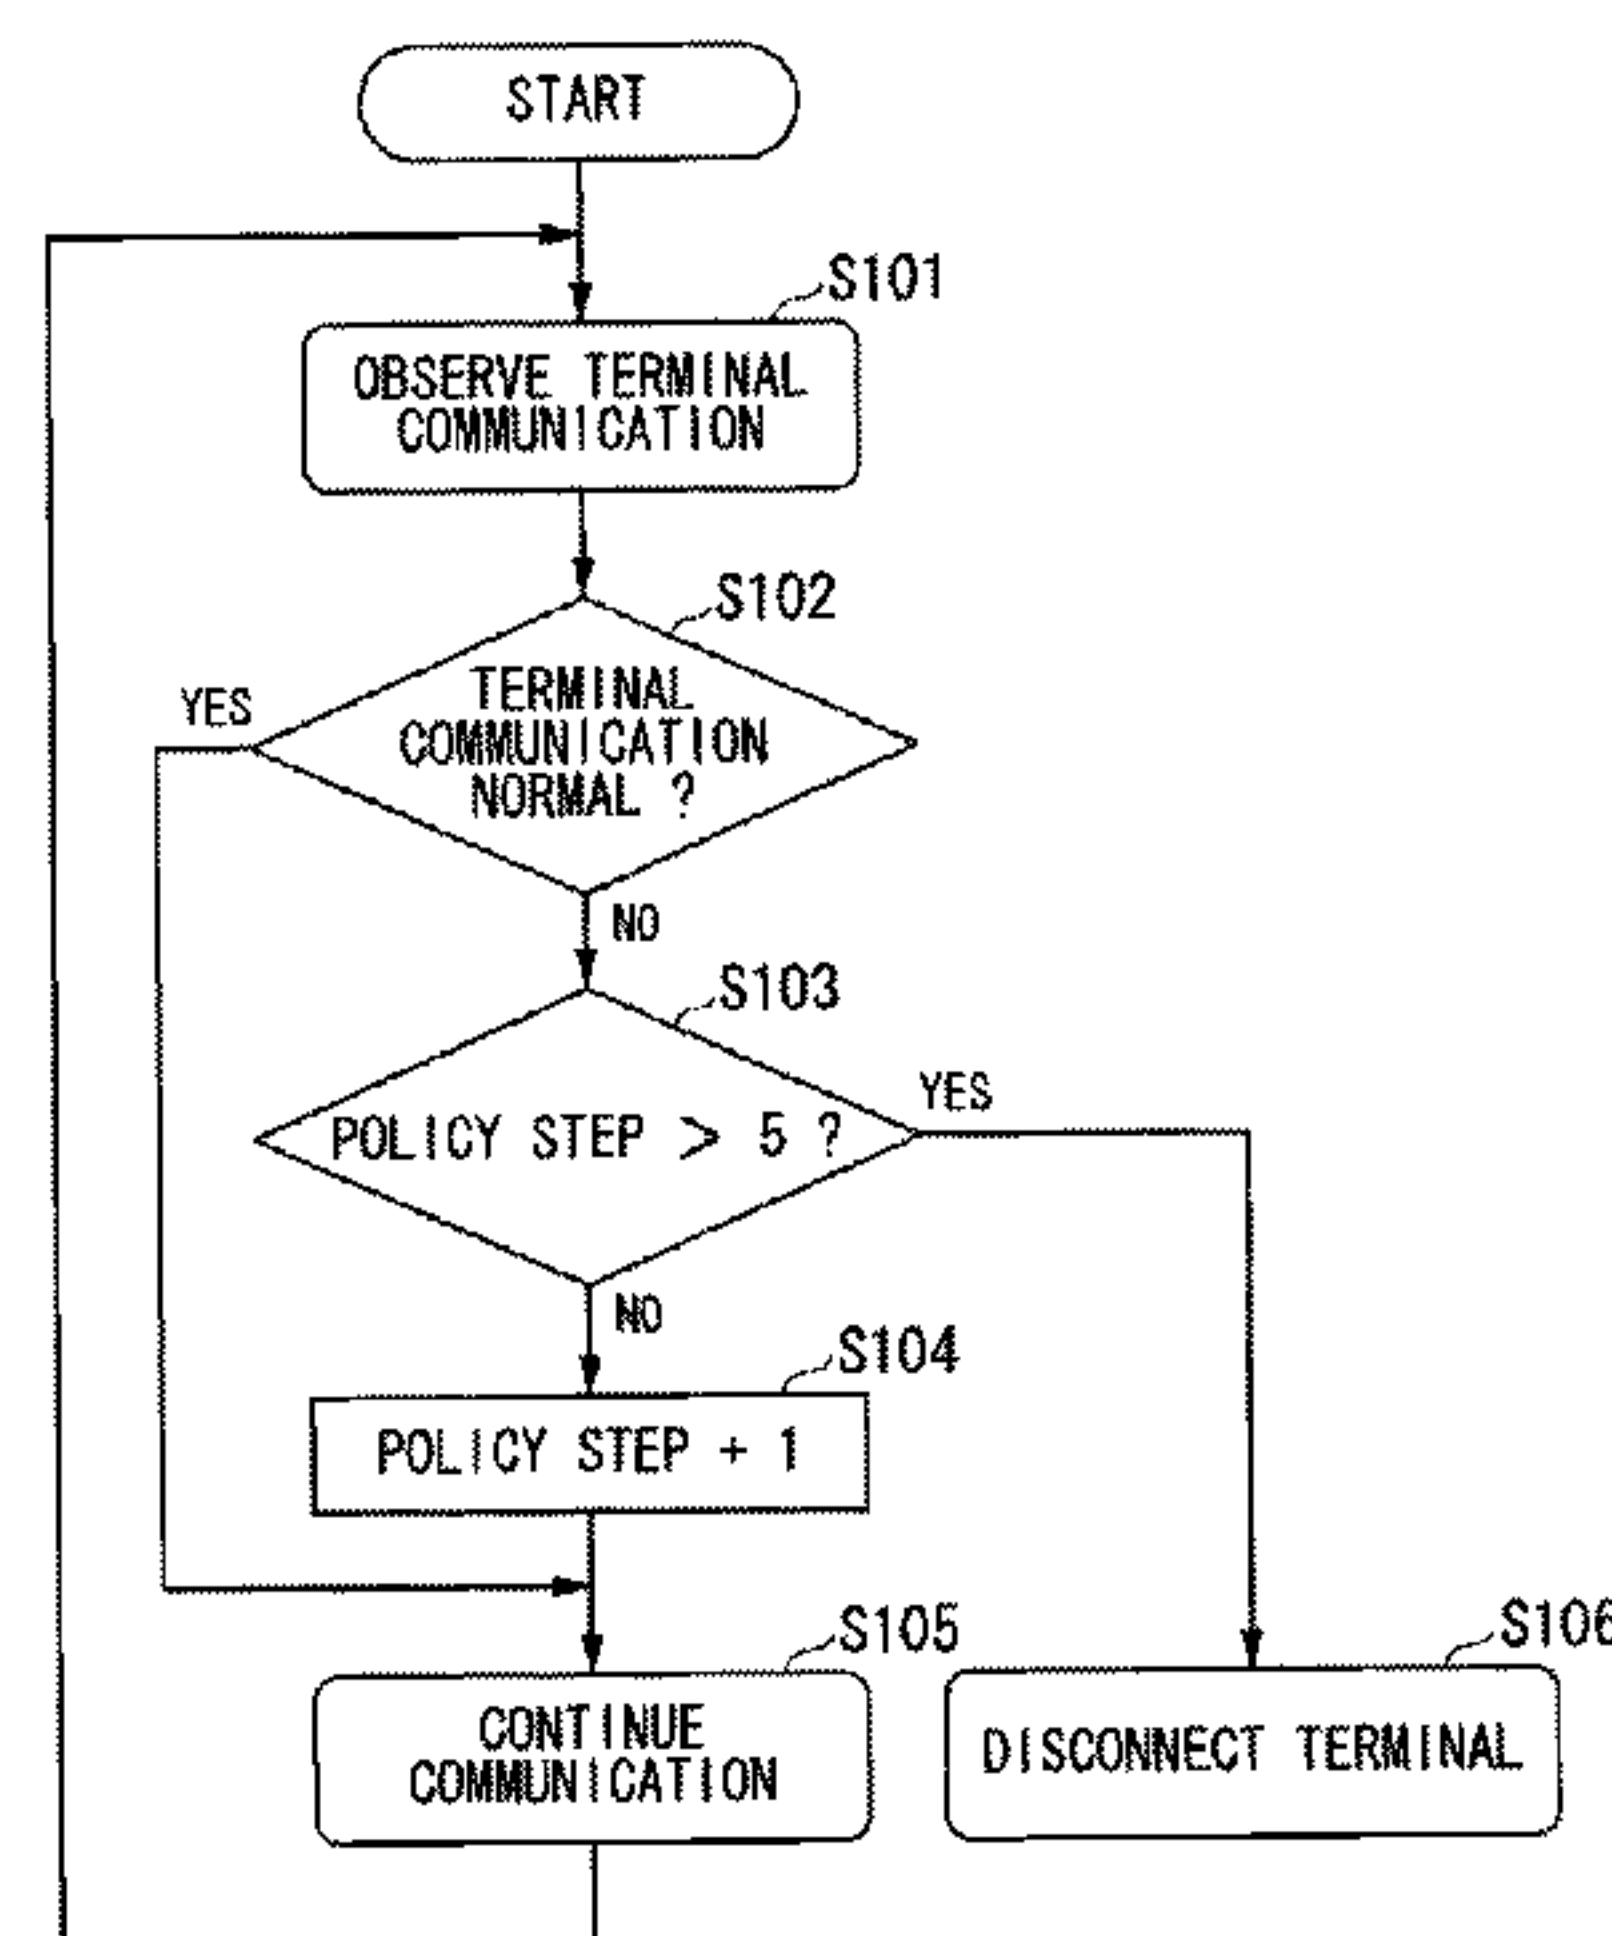 START
S101
OBSERVE TERMINAL
COMMUNICATION
S102
YES
TERMINAL
COMMUNICATION
NORMAL ?
NO
S103
YES
POLICY STEP > 5 ?
NO
S104
POLICY STEP + 1
S105
S106
CONTINUE
COMMUNICATION
DISCONNECT TERMINAL